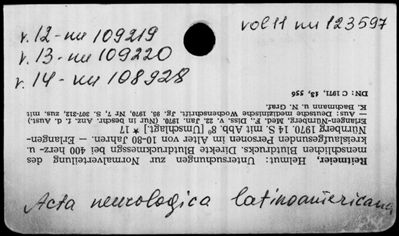 v.12 - nu 109219
vol 11 nu 123597
v.13 - nu 109220
v.14 - nu 108928
Acta neurologica latinoamericana
Reitmeier, Helmut: Untersuchungen zur Normalverteilung des
menschlichen Blutdrucks. Direkte Blutdruckmessgn bei 400 herz- u.
kreislaufgesunden Personen im Alter von 10-80 Jahren. — Erlangen-
Nürnberg 1970. 14 S. mit Abb 8° [Umschlagt.] * 17
Erlangen-Nürnberg, Med. F., Diss. v. 22. Jan. 1970. (Nur in beschr. Anz. f. d. Aust.)
— Aus: Deutsche medizinische Wochenschrift. Jg. 95, 1970, Nr 7, S. 307-312, aus. mit
K. Bachmann u. N. u. Graf.
DN: C 1971. 13, 556